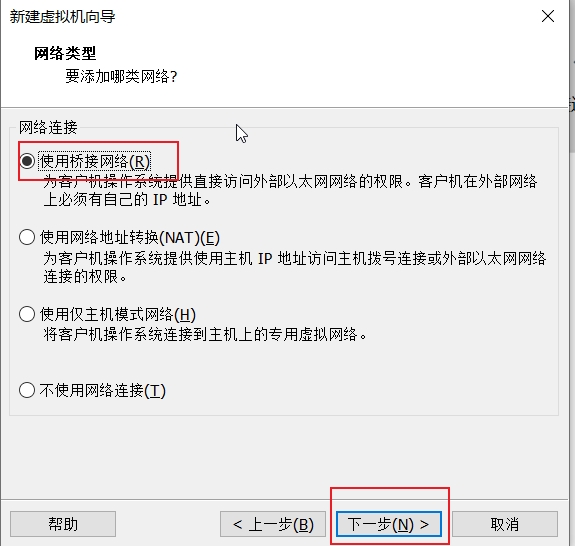 新建虚拟机向导
网络类型
要添加哪类网络?
网络连接
使用桥接网络(R)
为客户机操作系统提供直接访问外部以太网网络的权限。客户机在外部网络
上必须有自己的 IP 地址。
使用网络地址转换(NAT)(E)
为客户机操作系统提供使用主机 IP 地址访问主机拨号连接或外部以太网网络
连接的权限。
使用仅主机模式网络(H)
将客户机操作系统连接到主机上的专用虚拟网络。
不使用网络连接(T)
帮助
< 上一步(B)
下一步(N) >
取消